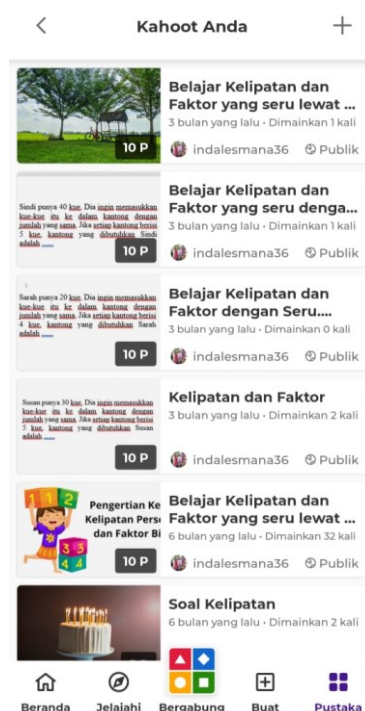 Kahoot Anda
Belajar Kelipatan dan
Faktor yang seru lewat ...
3 bulan yang lalu · Dimainkan 1 kali
10 P
indalesmana36
Publik
Sindi punya 40 kue. Dia ingin memasukkan
kue-kue itu ke dalam kantong dengan
jumlah yang sama. Jika setiap kantong berisi
5 kue, kantong yang dibutuhkan Sindi
adalah
10 P
Belajar Kelipatan dan
Faktor yang seru denga...
3 bulan yang lalu · Dimainkan 1 kali
indalesmana36
Publik
Sarah punya 20 kue. Dia ingin memasukkan
kue-kue itu ke dalam kantong dengan
jumlah yang sama. Jika setiap kantong berisi
4 kue, kantong yang dibutuhkan Sarah
adalah
10 P
Belajar Kelipatan dan
Faktor dengan Seru....
3 bulan yang lalu · Dimainkan 0 kali
indalesmana36
Publik
Susan punya 30 kue. Dia ingin memasukkan
kue-kue itu ke dalam kantong dengan
jumlah yang sama. Jika setiap kantong berisi
5 kue, kantong yang dibutuhkan Susan
adalah
10 P
Kelipatan dan Faktor
3 bulan yang lalu · Dimainkan 2 kali
indalesmana36
Publik
1 1 2
3 3
4 4
Pengertian Ke
Kelipatan Perse
dan Faktor Bi
10 P
Belajar Kelipatan dan
Faktor yang seru lewat ...
6 bulan yang lalu · Dimainkan 32 kali
indalesmana36
Publik
Soal Kelipatan
6 bulan yang lalu · Dimainkan 2 kali
Beranda
Jelajahi
Bergabung
Buat
Pustaka